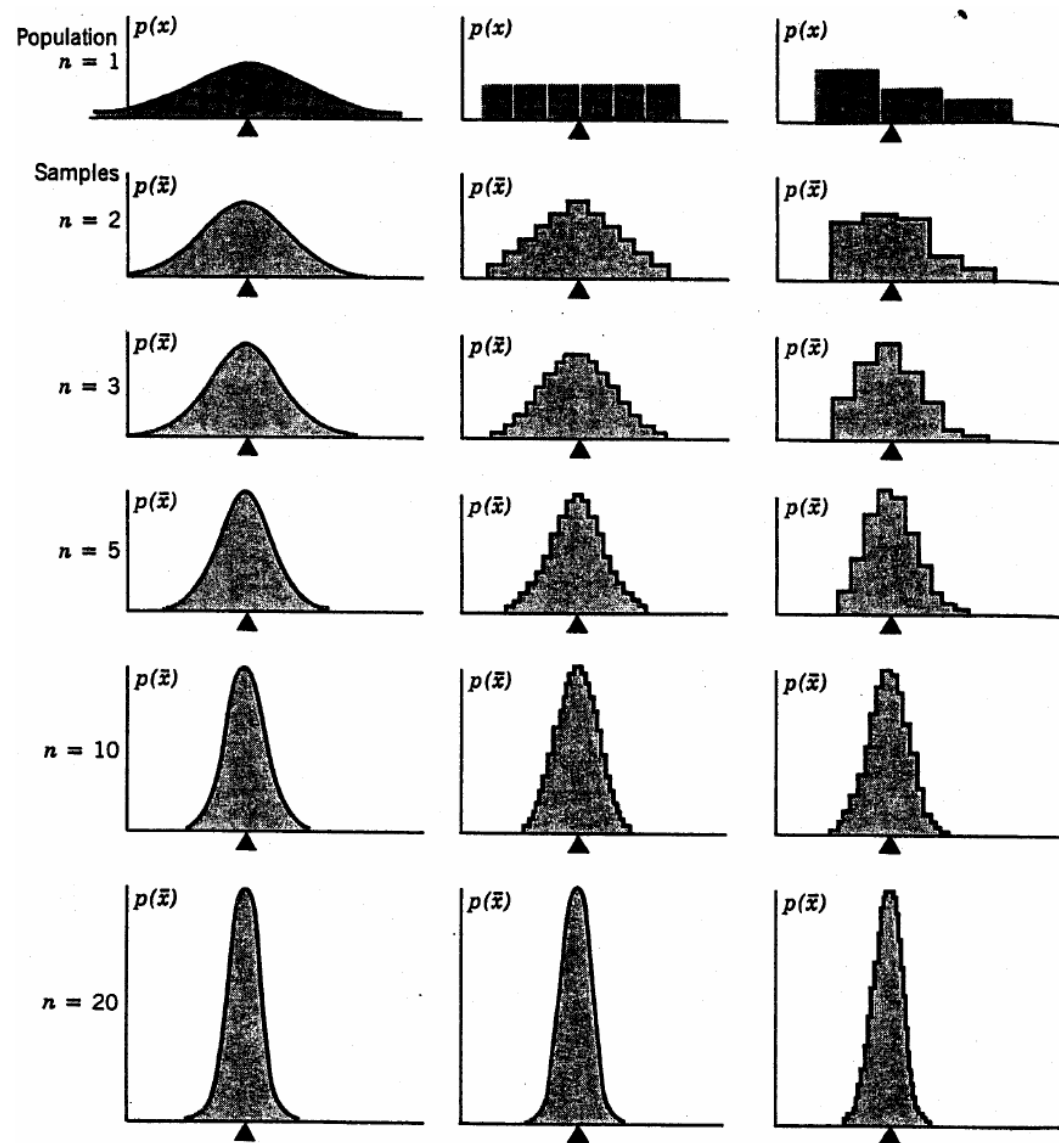 Population
n = 1
p(x)
p(x)
p(x)
Samples
n = 2
p(x̄)
p(x̄)
p(x̄)
n = 3
p(x̄)
p(x̄)
p(x̄)
n = 5
p(x̄)
p(x̄)
p(x̄)
n = 10
p(x̄)
p(x̄)
p(x̄)
n = 20
p(x̄)
p(x̄)
p(x̄)